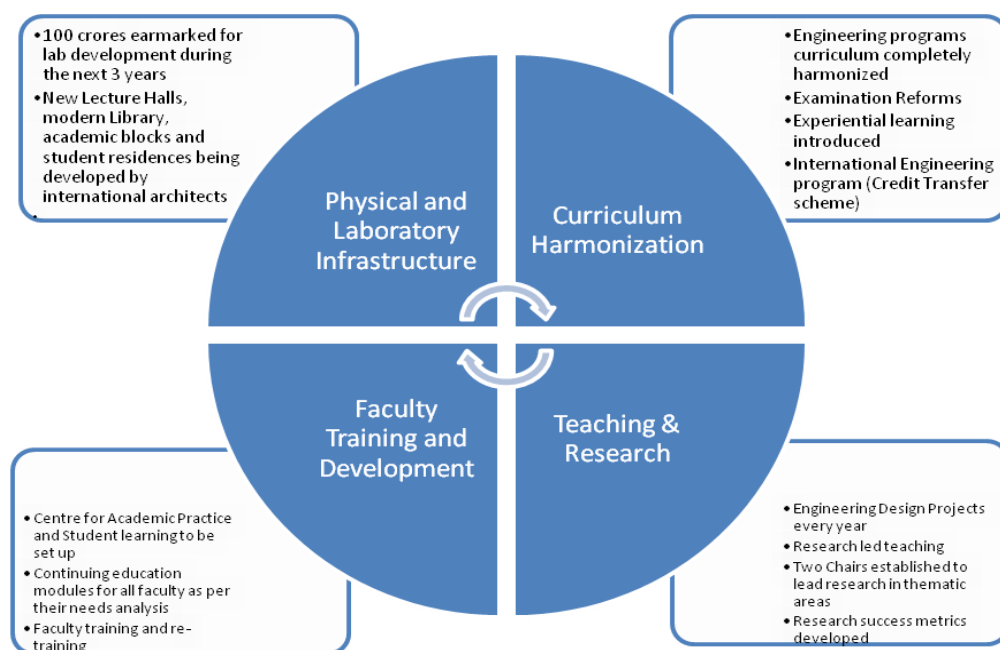 •100 crores earmarked for
lab development during
the next 3 years
•New Lecture Halls,
modern Library,
academic blocks and
student residences being
developed by
international architects
•
•Engineering programs
curriculum completely
harmonized
•Examination Reforms
•Experiential learning
introduced
•International Engineering
program (Credit Transfer
scheme)
Physical and
Laboratory
Infrastructure
Curriculum
Harmonization
Faculty
Training and
Development
Teaching &
Research
•Centre for Academic Practice
and Student learning to be
set up
•Continuing education
modules for all faculty as per
their needs analysis
•Faculty training and re-
training
•Engineering Design Projects
every year
•Research led teaching
•Two Chairs established to
lead research in thematic
areas
•Research success metrics
developed